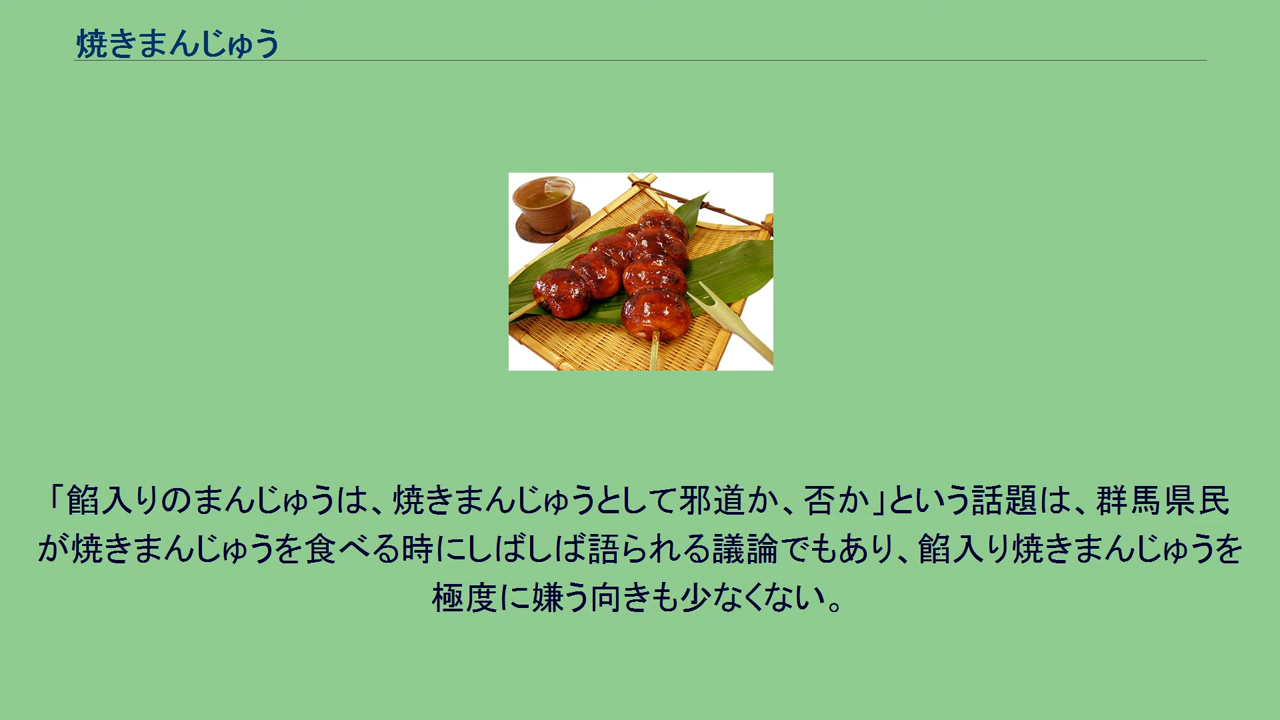 焼きまんじゅう
「餡入りのまんじゅうは、焼きまんじゅうとして邪道か、否か」という話題は、群馬県民
が焼きまんじゅうを食べる時にしばしば語られる議論でもあり、餡入り焼きまんじゅうを
極度に嫌う向きも少なくない。